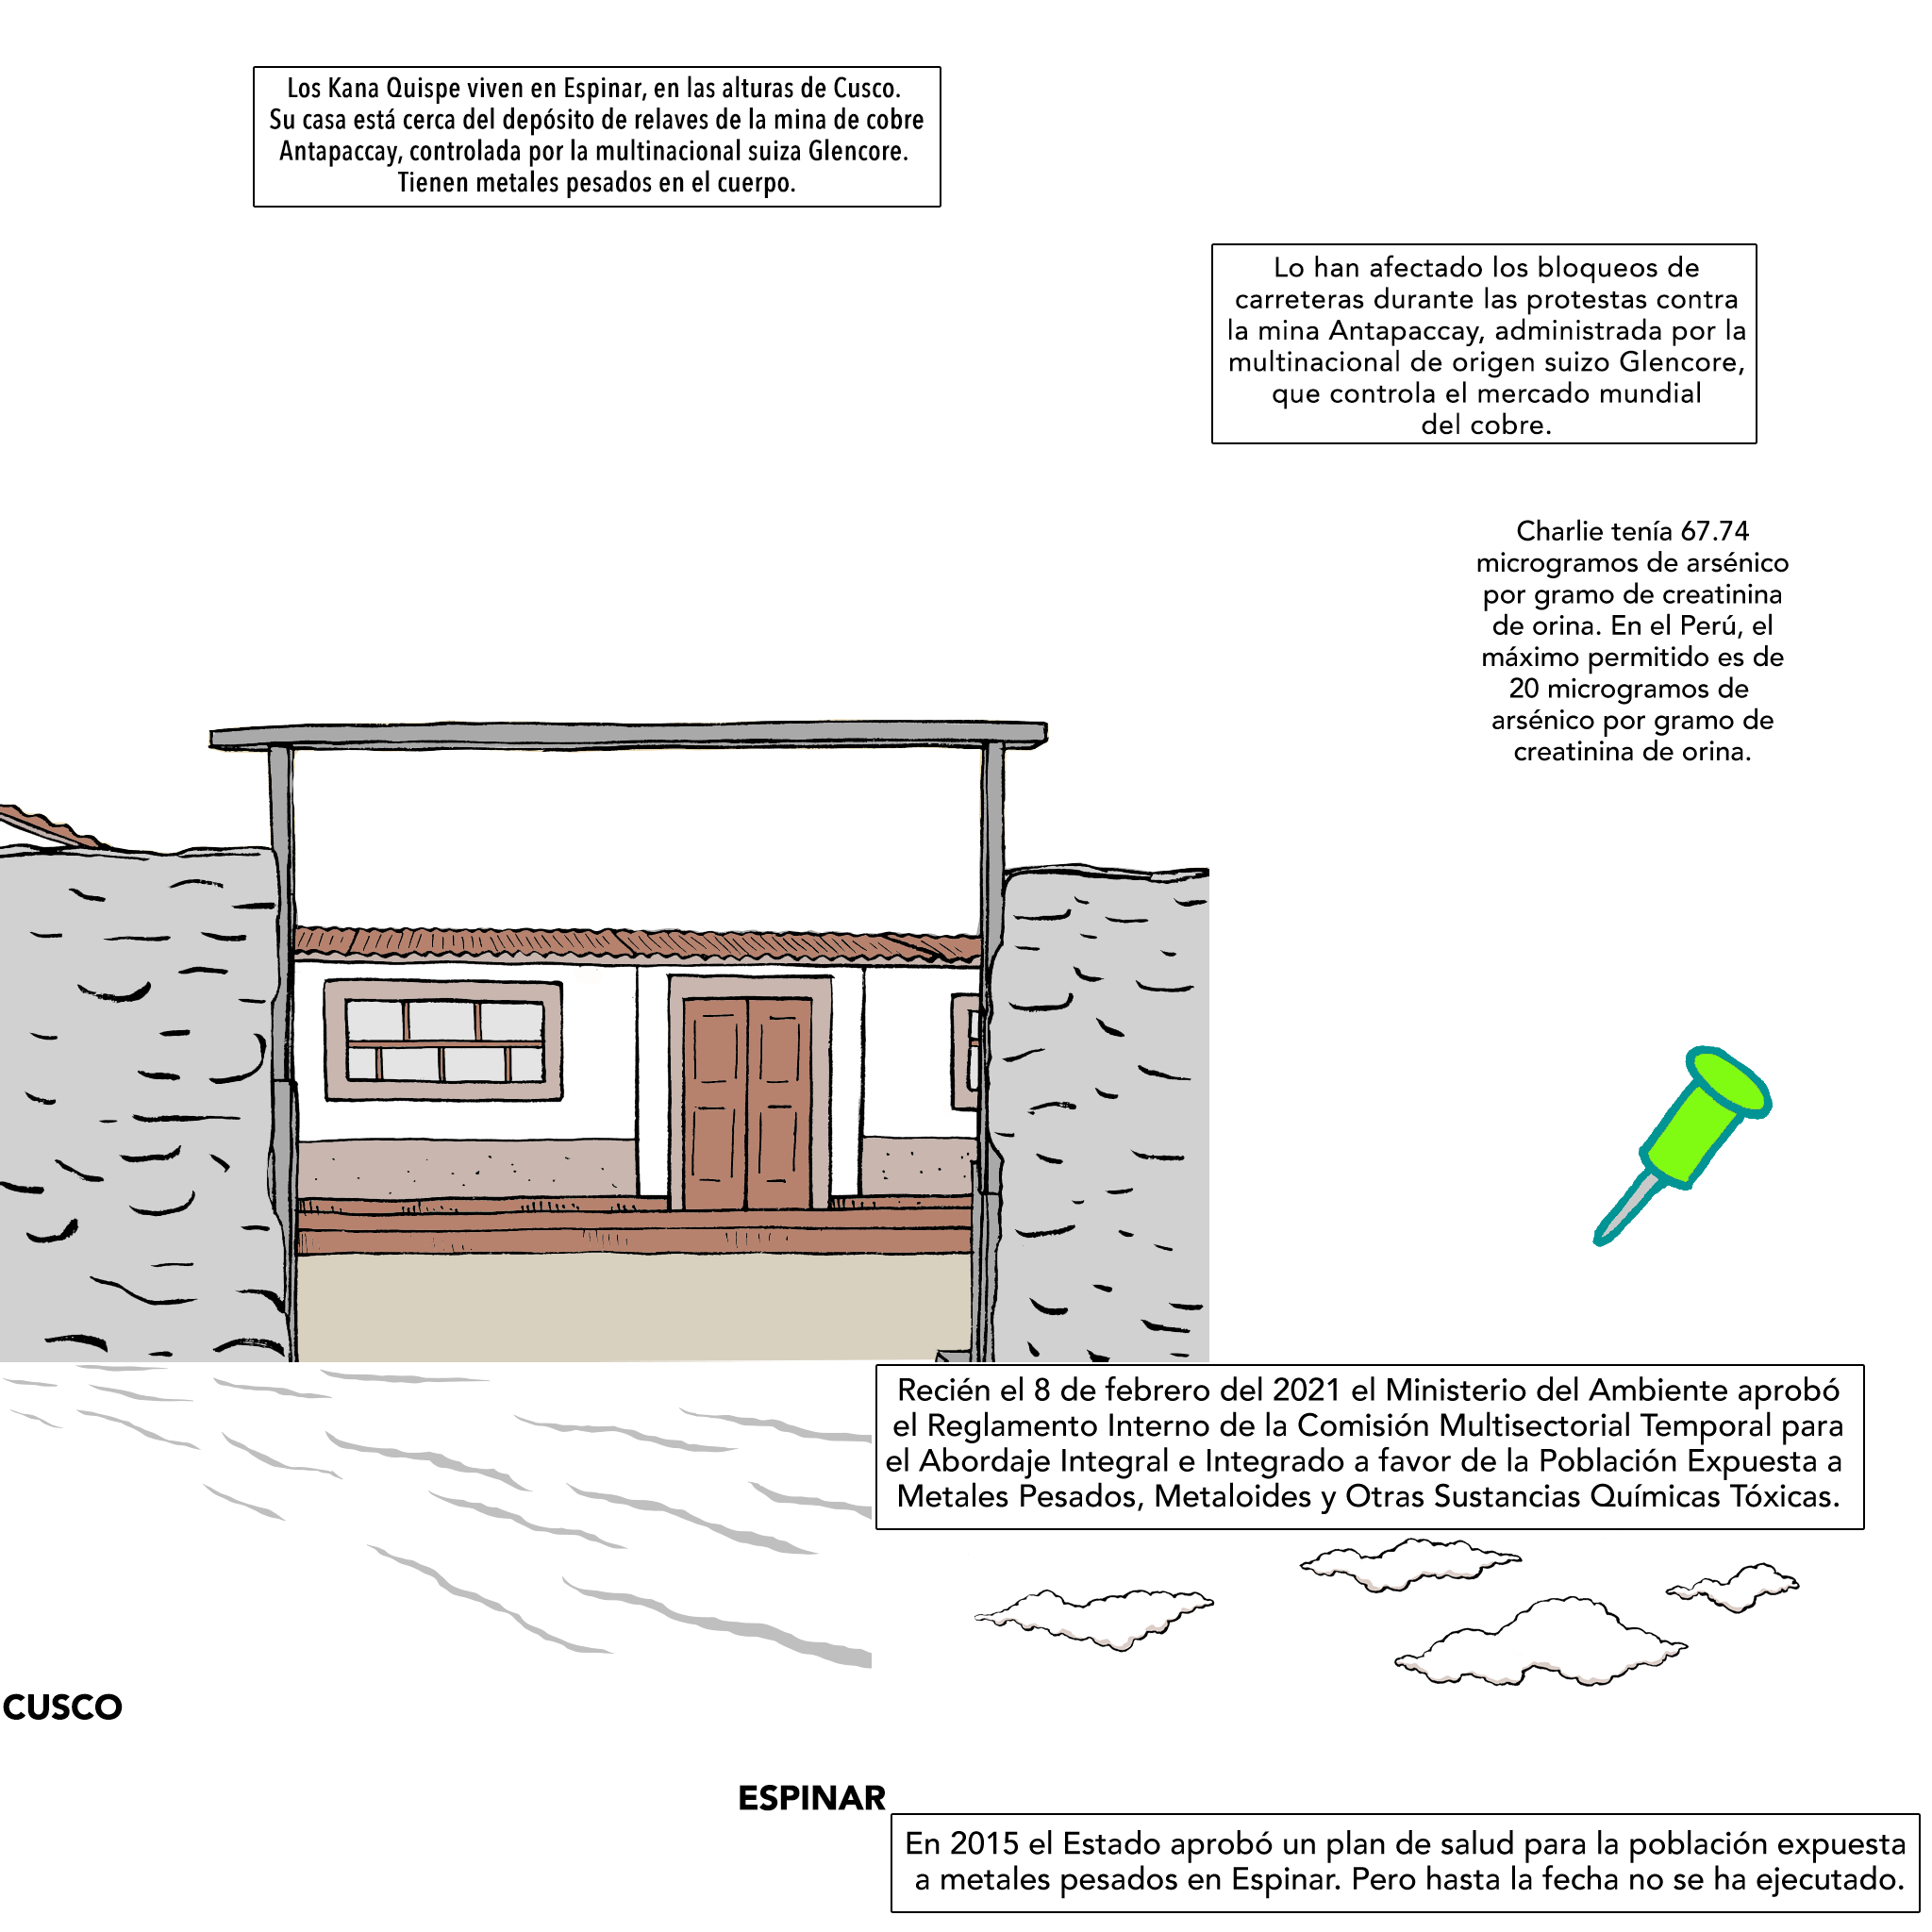 Los Kana Quispe viven en Espinar, en las alturas de Cusco.
Su casa está cerca del depósito de relaves de la mina de cobre
Antapaccay, controlada por la multinacional suiza Glencore.
Tienen metales pesados en el cuerpo.
Lo han afectado los bloqueos de
carreteras durante las protestas contra
la mina Antapaccay, administrada por la
multinacional de origen suizo Glencore,
que controla el mercado mundial
del cobre.
Charlie tenía 67.74
microgramos de arsénico
por gramo de creatinina
de orina. En el Perú, el
máximo permitido es de
20 microgramos de
arsénico por gramo de
creatinina de orina.
Recién el 8 de febrero del 2021 el Ministerio del Ambiente aprobó
el Reglamento Interno de la Comisión Multisectorial Temporal para
el Abordaje Integral e Integrado a favor de la Población Expuesta a
Metales Pesados, Metaloides y Otras Sustancias Químicas Tóxicas.
CUSCO
ESPINAR
En 2015 el Estado aprobó un plan de salud para la población expuesta
a metales pesados en Espinar. Pero hasta la fecha no se ha ejecutado.